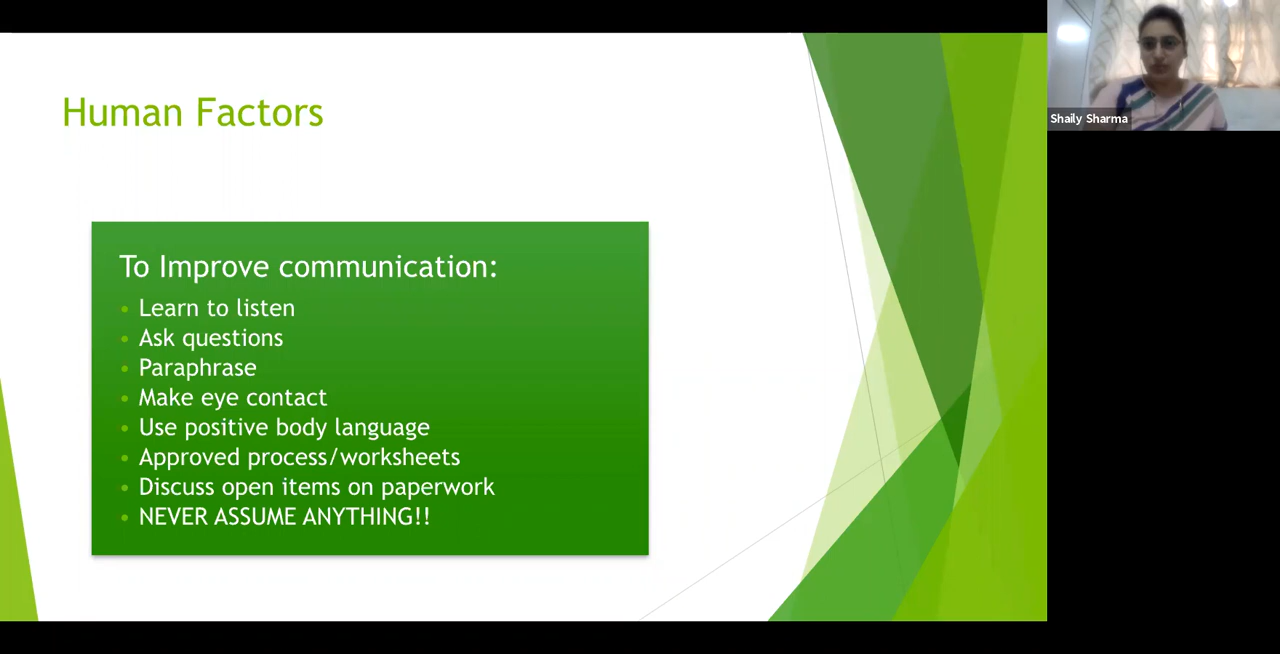 Human Factors
To Improve communication:
• Learn to listen
• Ask questions
• Paraphrase
• Make eye contact
• Use positive body language
• Approved process/worksheets
• Discuss open items on paperwork
• NEVER ASSUME ANYTHING!!
Shaily Sharma